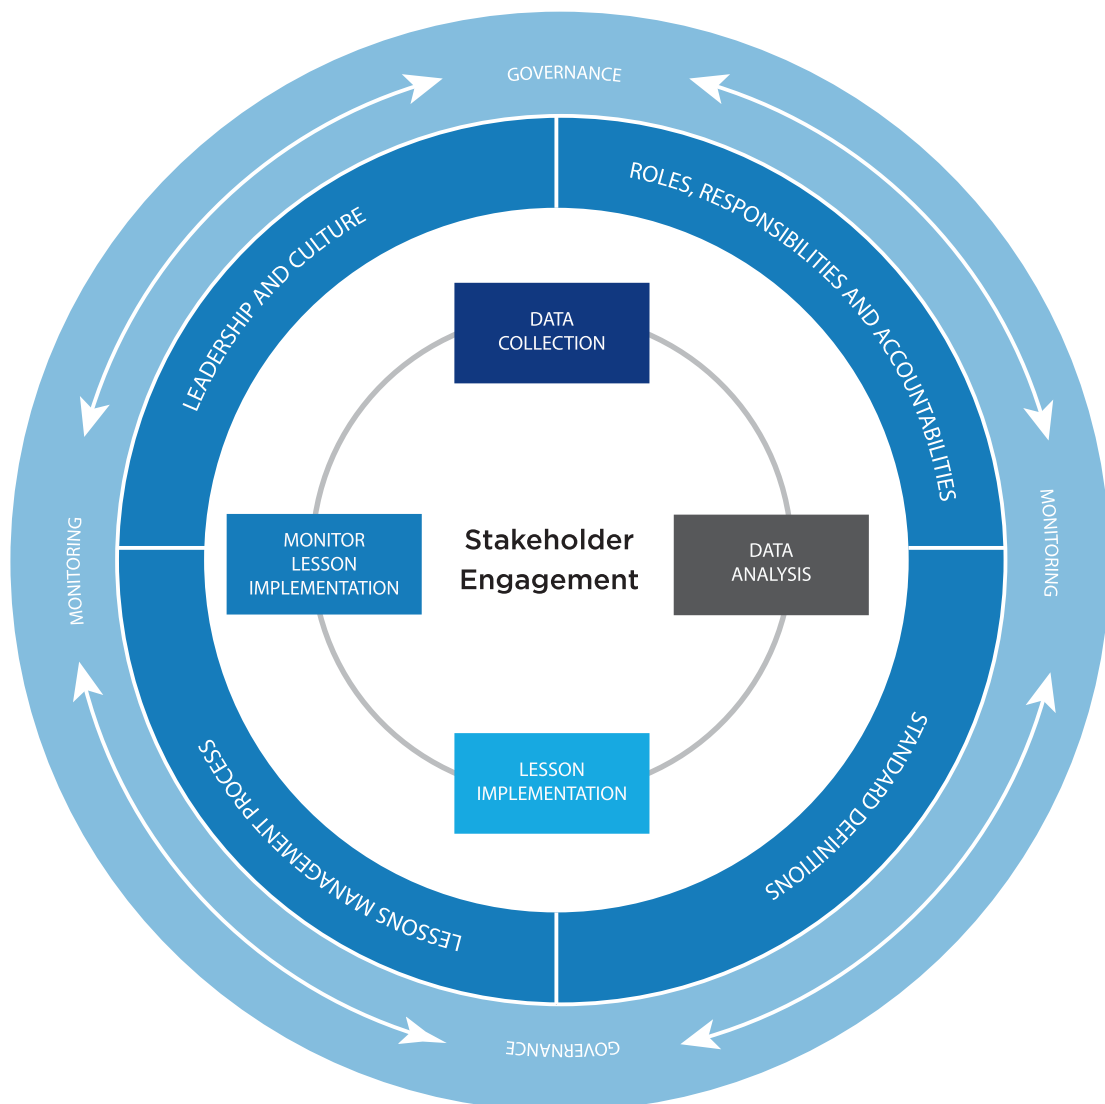 GOVERNANCE
ROLES, RESPONSIBILITIES AND ACCOUNTABILITIES
LEADERSHIP AND CULTURE
DATA
COLLECTION
MONITORING
MONITOR
LESSON
IMPLEMENTATION
Stakeholder
Engagement
DATA
ANALYSIS
MONITORING
LESSON
IMPLEMENTATION
LESSONS MANAGEMENT PROCESS
STANDARD DEFINITIONS
GOVERNANCE